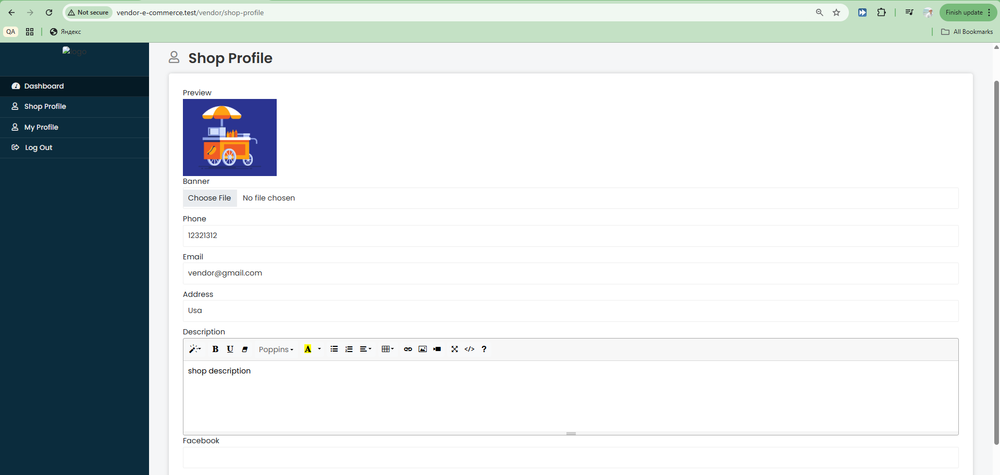 Not secure
vendor-e-commerce.test/vendor/shop-profile
Finish update
QA
Яндекс
All Bookmarks
logo
Dashboard
Shop Profile
My Profile
Log Out
Shop Profile
Preview
Banner
Choose File No file chosen
Phone
12321312
Email
vendor@gmail.com
Address
Usa
Description
B U Poppins A </> ?
shop description
Facebook